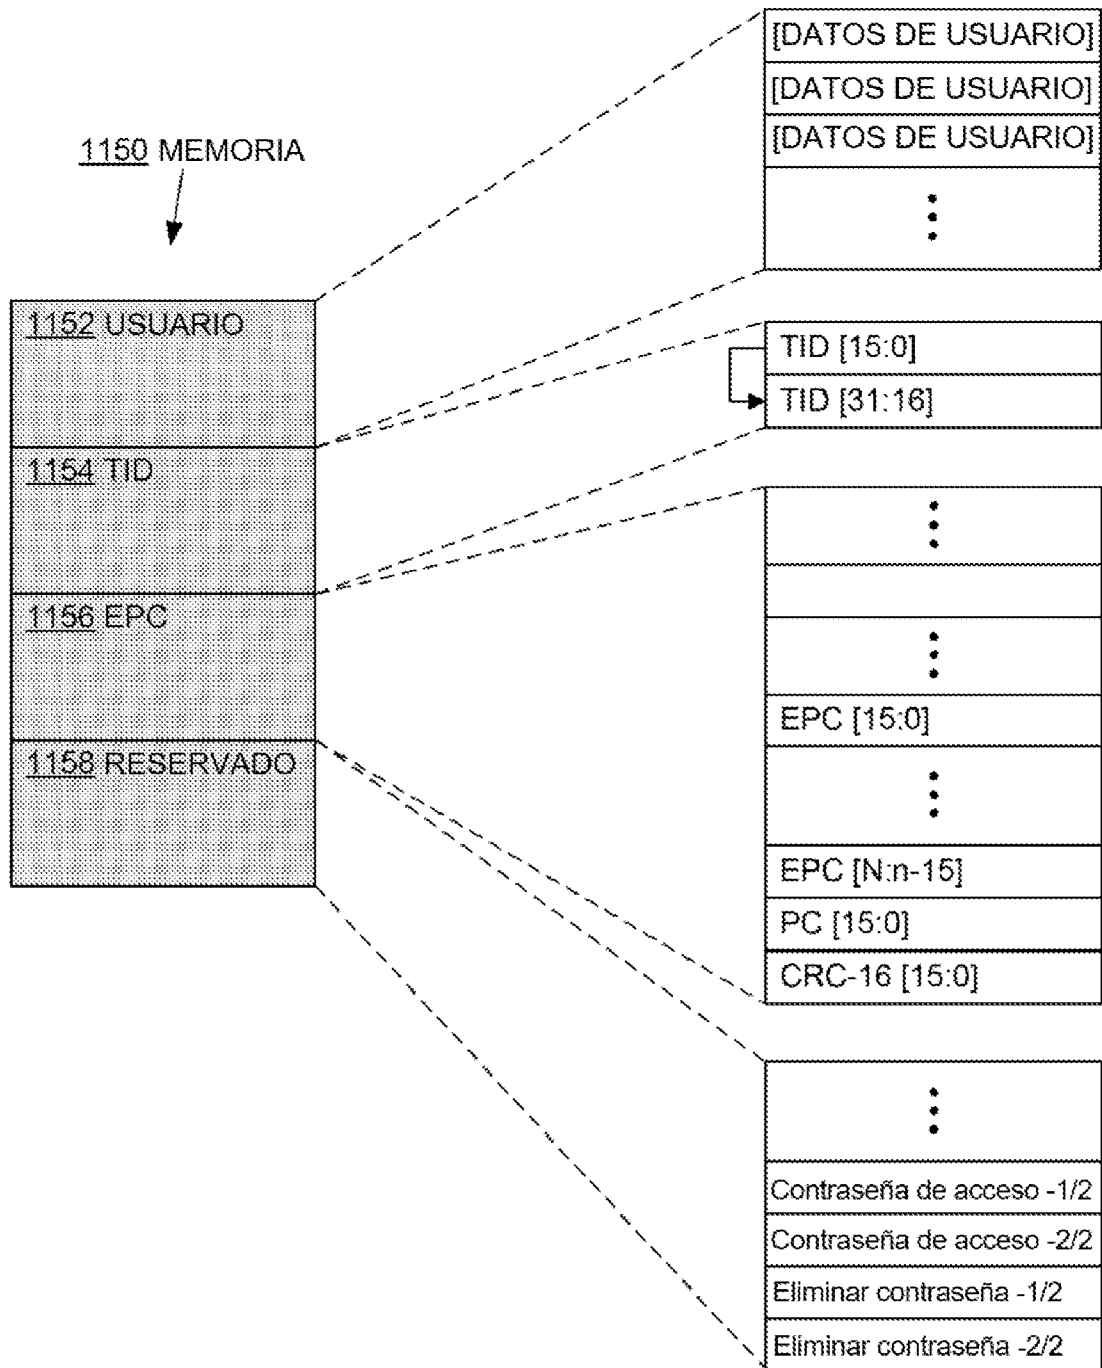 1150 MEMORIA
1152 USUARIO
1154 TID
1156 EPC
1158 RESERVADO
[DATOS DE USUARIO]
[DATOS DE USUARIO]
[DATOS DE USUARIO]
TID [15:0]
TID [31:16]
EPC [15:0]
EPC [N:n-15]
PC [15:0]
CRC-16 [15:0]
Contraseña de acceso -1/2
Contraseña de acceso -2/2
Eliminar contraseña -1/2
Eliminar contraseña -2/2